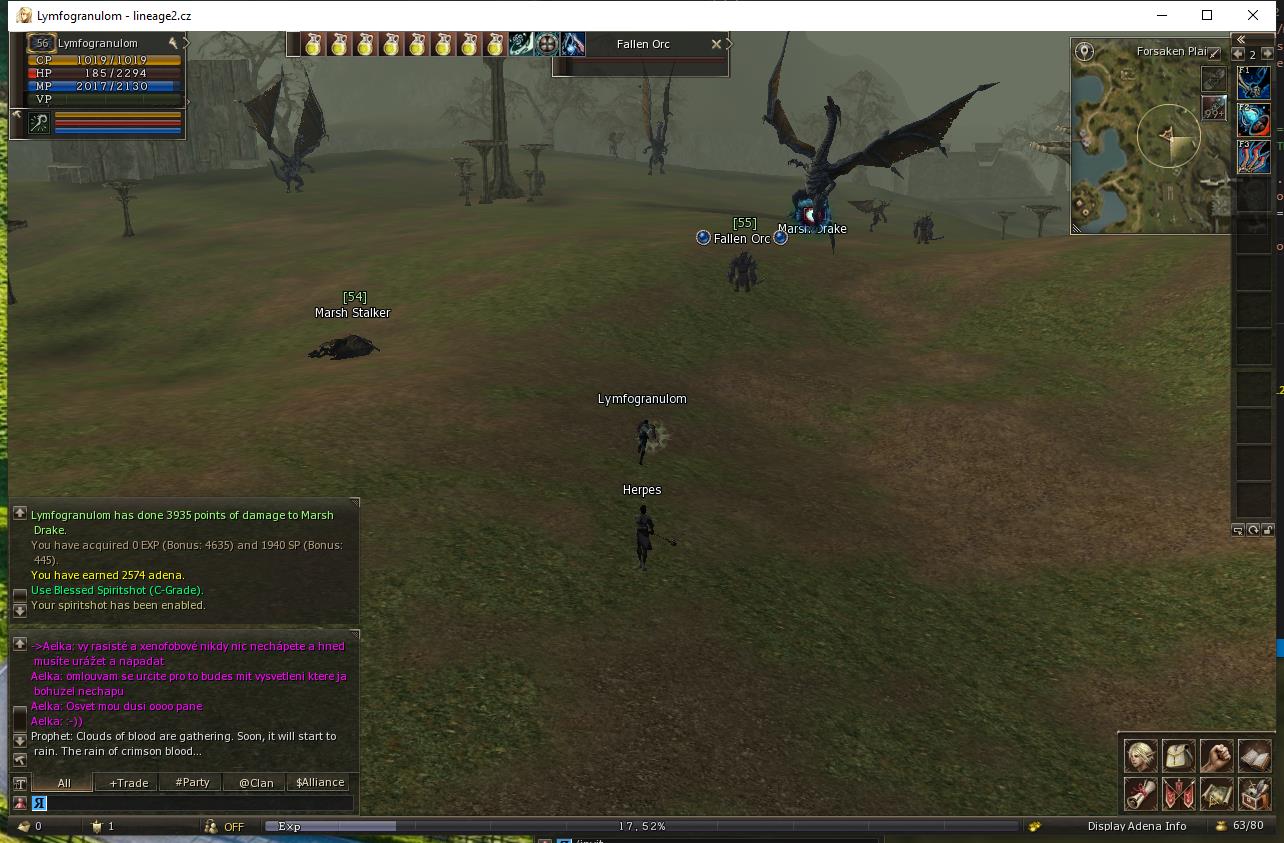 Lymfogranulom - lineage2.cz
56 Lymfogranulom
CP 1019/1019
HP 185/2294
MP 2017/2130
VP
Fallen Orc
Forsaken Plai
2
F1
F2
F3
99+
[55]
Fallen Orc
Marsh Drake
[54]
Marsh Stalker
Lymfogranulom
Herpes
Lymfogranulom has done 3935 points of damage to Marsh
Drake.
You have acquired 0 EXP (Bonus: 4635) and 1940 SP (Bonus:
445).
You have earned 2574 adena.
Use Blessed Spiritshot (C-Grade).
Your spiritshot has been enabled.
->Aelka: vy rasisté a xenofobové nikdy nic nechápete a hned
musíte urážet a napadat
Aelka: omlouvam se urcite pro to budes mit vysvetleni ktere ja
bohuzel nechapu
Aelka: Osvet mou dusi oooo pane
Aelka: :-))
Prophet: Clouds of blood are gathering. Soon, it will start to
rain. The rain of crimson blood...
All +Trade #Party @Clan $Alliance
Я
0 1 OFF Exp 17,52% Display Adena Info 63/80